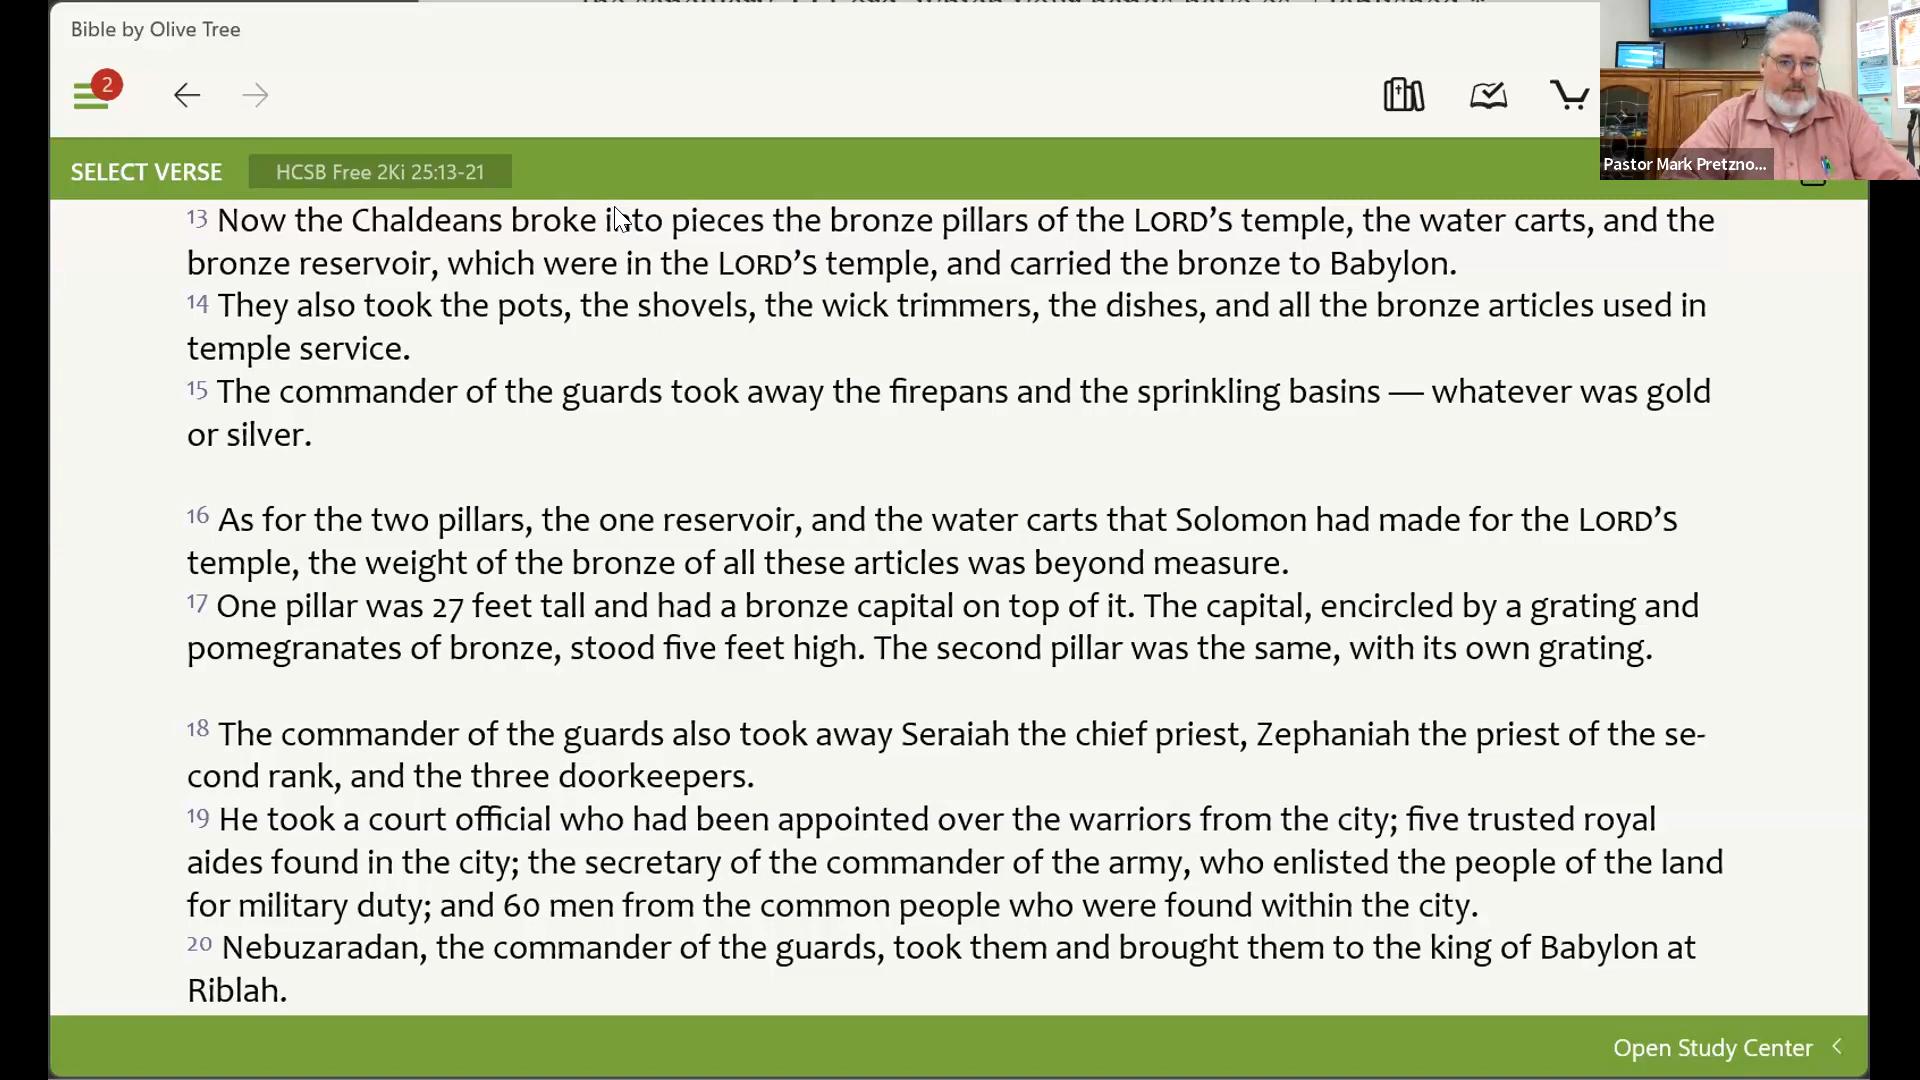 Bible by Olive Tree
2
SELECT VERSE HCSB Free 2Ki 25:13-21
Pastor Mark Pretzno...
13 Now the Chaldeans broke into pieces the bronze pillars of the LORD’S temple, the water carts, and the
bronze reservoir, which were in the LORD’S temple, and carried the bronze to Babylon.
14 They also took the pots, the shovels, the wick trimmers, the dishes, and all the bronze articles used in
temple service.
15 The commander of the guards took away the firepans and the sprinkling basins — whatever was gold
or silver.
16 As for the two pillars, the one reservoir, and the water carts that Solomon had made for the LORD’S
temple, the weight of the bronze of all these articles was beyond measure.
17 One pillar was 27 feet tall and had a bronze capital on top of it. The capital, encircled by a grating and
pomegranates of bronze, stood five feet high. The second pillar was the same, with its own grating.
18 The commander of the guards also took away Seraiah the chief priest, Zephaniah the priest of the se-
cond rank, and the three doorkeepers.
19 He took a court official who had been appointed over the warriors from the city; five trusted royal
aides found in the city; the secretary of the commander of the army, who enlisted the people of the land
for military duty; and 60 men from the common people who were found within the city.
20 Nebuzaradan, the commander of the guards, took them and brought them to the king of Babylon at
Riblah.
Open Study Center